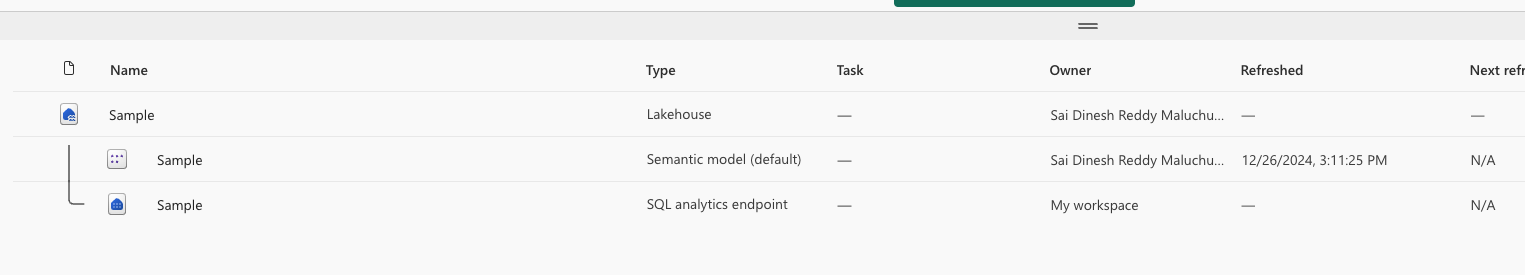 Name Type Task Owner Refreshed Next refr
Sample Lakehouse — Sai Dinesh Reddy Maluchu... — —
Sample Semantic model (default) — Sai Dinesh Reddy Maluchu... 12/26/2024, 3:11:25 PM N/A
Sample SQL analytics endpoint — My workspace — N/A